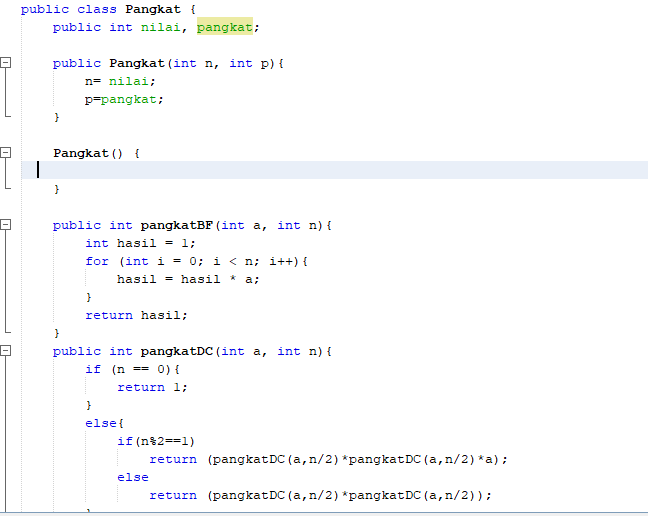 public class Pangkat {
public int nilai, pangkat;
public Pangkat(int n, int p){
n= nilai;
p=pangkat;
}
Pangkat() {
}
public int pangkatBF(int a, int n){
int hasil = 1;
for (int i = 0; i < n; i++){
hasil = hasil * a;
}
return hasil;
}
public int pangkatDC(int a, int n){
if (n == 0){
return 1;
}
else{
if(n%2==1)
return (pangkatDC(a,n/2)*pangkatDC(a,n/2)*a);
else
return (pangkatDC(a,n/2)*pangkatDC(a,n/2));